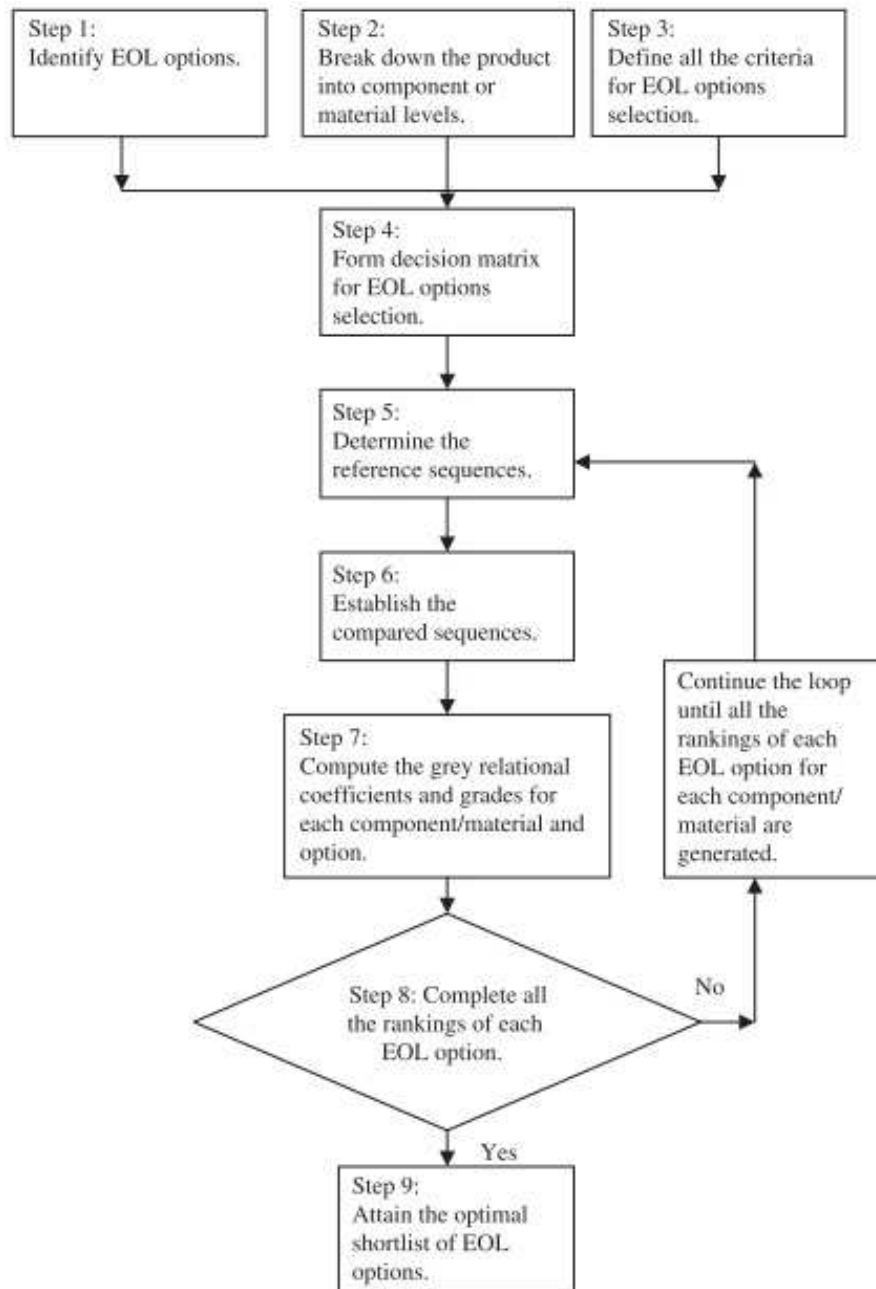 Step 1:
Identify EOL options.
Step 2:
Break down the product
into component or
material levels.
Step 3:
Define all the criteria
for EOL options
selection.
Step 4:
Form decision matrix
for EOL options
selection.
Step 5:
Determine the
reference sequences.
Step 6:
Establish the
compared sequences.
Step 7:
Compute the grey relational
coefficients and grades for
each component/material and
option.
Continue the loop
until all the
rankings of each
EOL option for
each component/
material are
generated.
Step 8: Complete all
the rankings of each
EOL option.
No
Yes
Step 9:
Attain the optimal
shortlist of EOL
options.